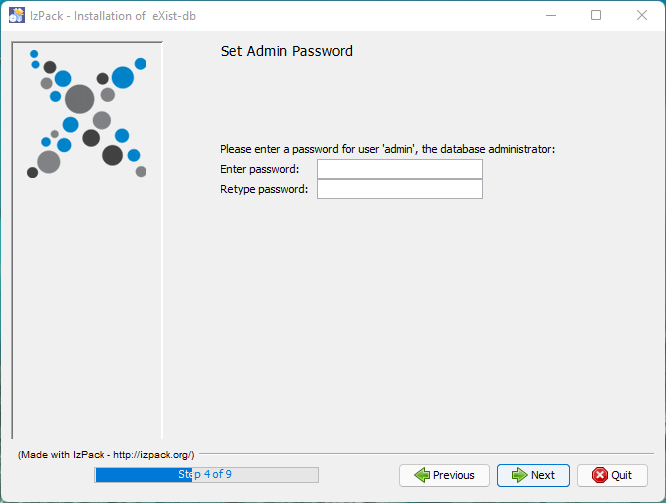 IzPack - Installation of eXist-db
Set Admin Password
Please enter a password for user 'admin', the database administrator:
Enter password:
Retype password:
(Made with IzPack - http://izpack.org/)
Step 4 of 9
Previous
Next
Quit